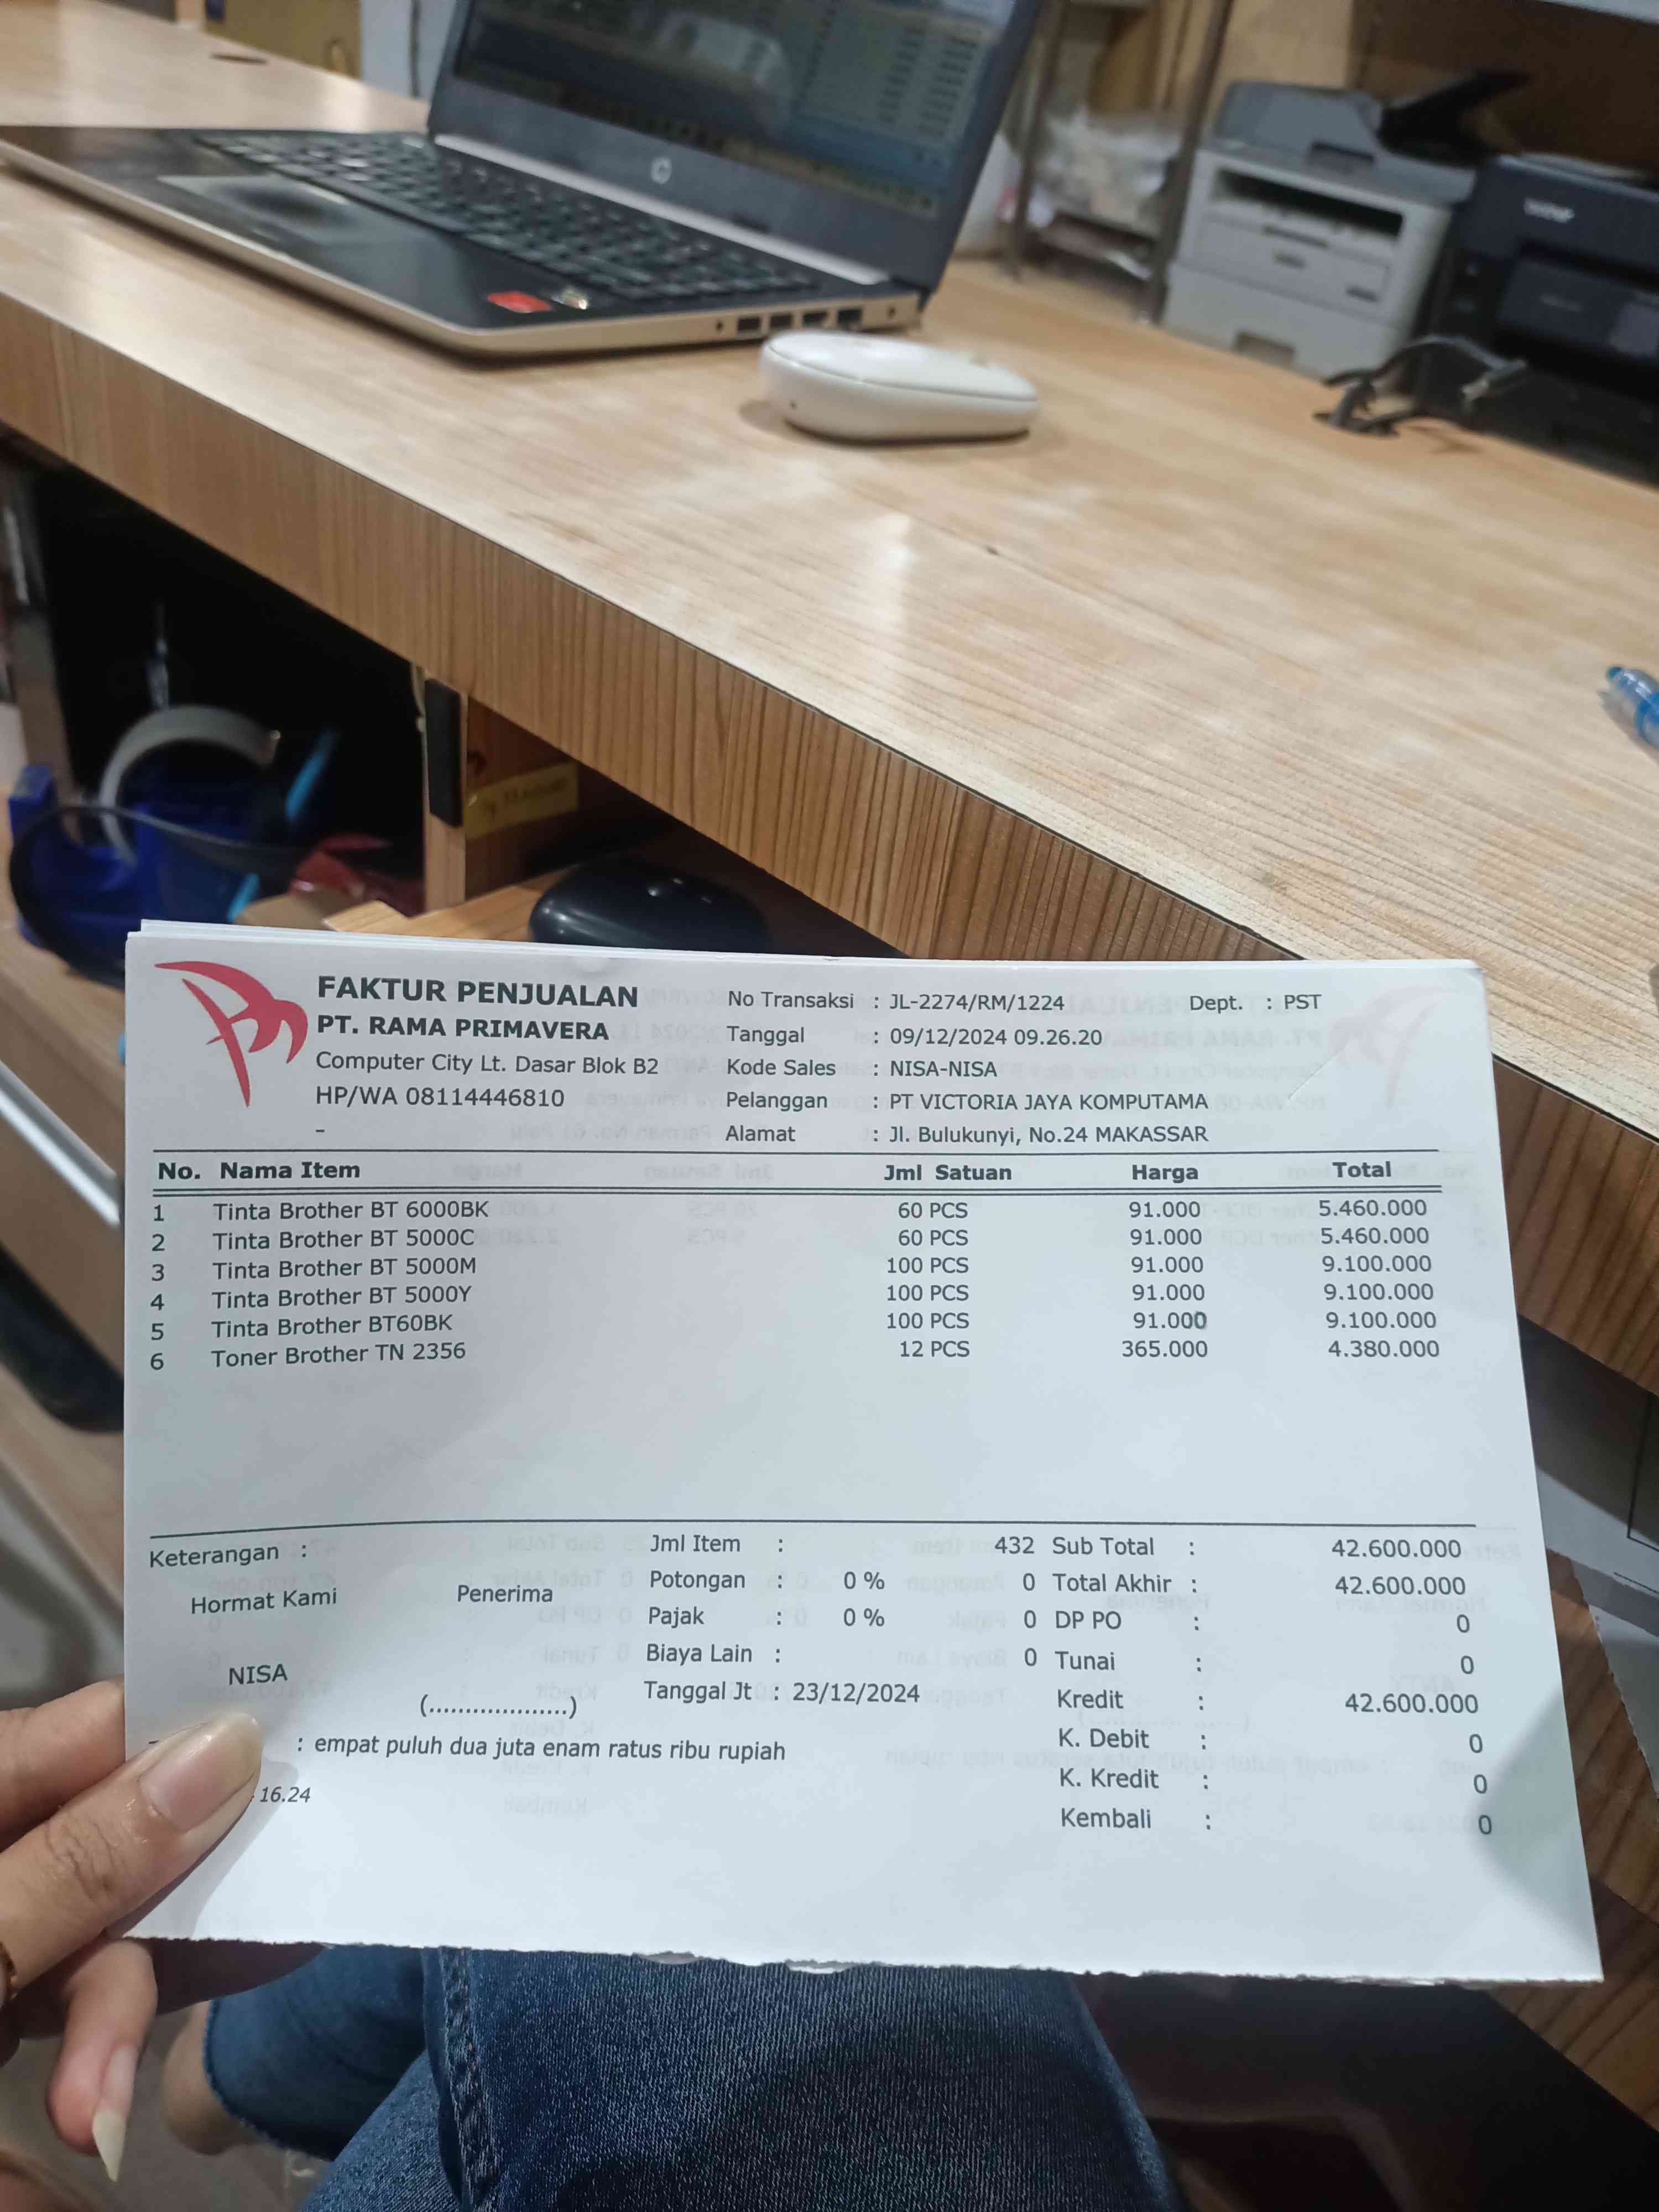 hp
FAKTUR PENJUALAN
PT. RAMA PRIMAVERA
Computer City Lt. Dasar Blok B2
HP/WA 08114446810
-
No Transaksi : JL-2274/RM/1224 Dept. : PST
Tanggal : 09/12/2024 09.26.20
Kode Sales : NISA-NISA
Pelanggan : PT VICTORIA JAYA KOMPUTAMA
Alamat : Jl. Bulukunyi, No.24 MAKASSAR
No. Nama Item Jml Satuan Harga Total
1 Tinta Brother BT 6000BK 60 PCS 91.000 5.460.000
2 Tinta Brother BT 5000C 60 PCS 91.000 5.460.000
3 Tinta Brother BT 5000M 100 PCS 91.000 9.100.000
4 Tinta Brother BT 5000Y 100 PCS 91.000 9.100.000
5 Tinta Brother BT60BK 100 PCS 91.000 9.100.000
6 Toner Brother TN 2356 12 PCS 365.000 4.380.000
Keterangan :
Hormat Kami Penerima
NISA
(...................)
Jml Item : 432
Potongan : 0 % 0
Pajak : 0 % 0
Biaya Lain : 0
Tanggal Jt : 23/12/2024
Sub Total : 42.600.000
Total Akhir : 42.600.000
DP PO : 0
Tunai : 0
Kredit : 42.600.000
K. Debit : 0
K. Kredit : 0
Kembali : 0
: empat puluh dua juta enam ratus ribu rupiah
16.24